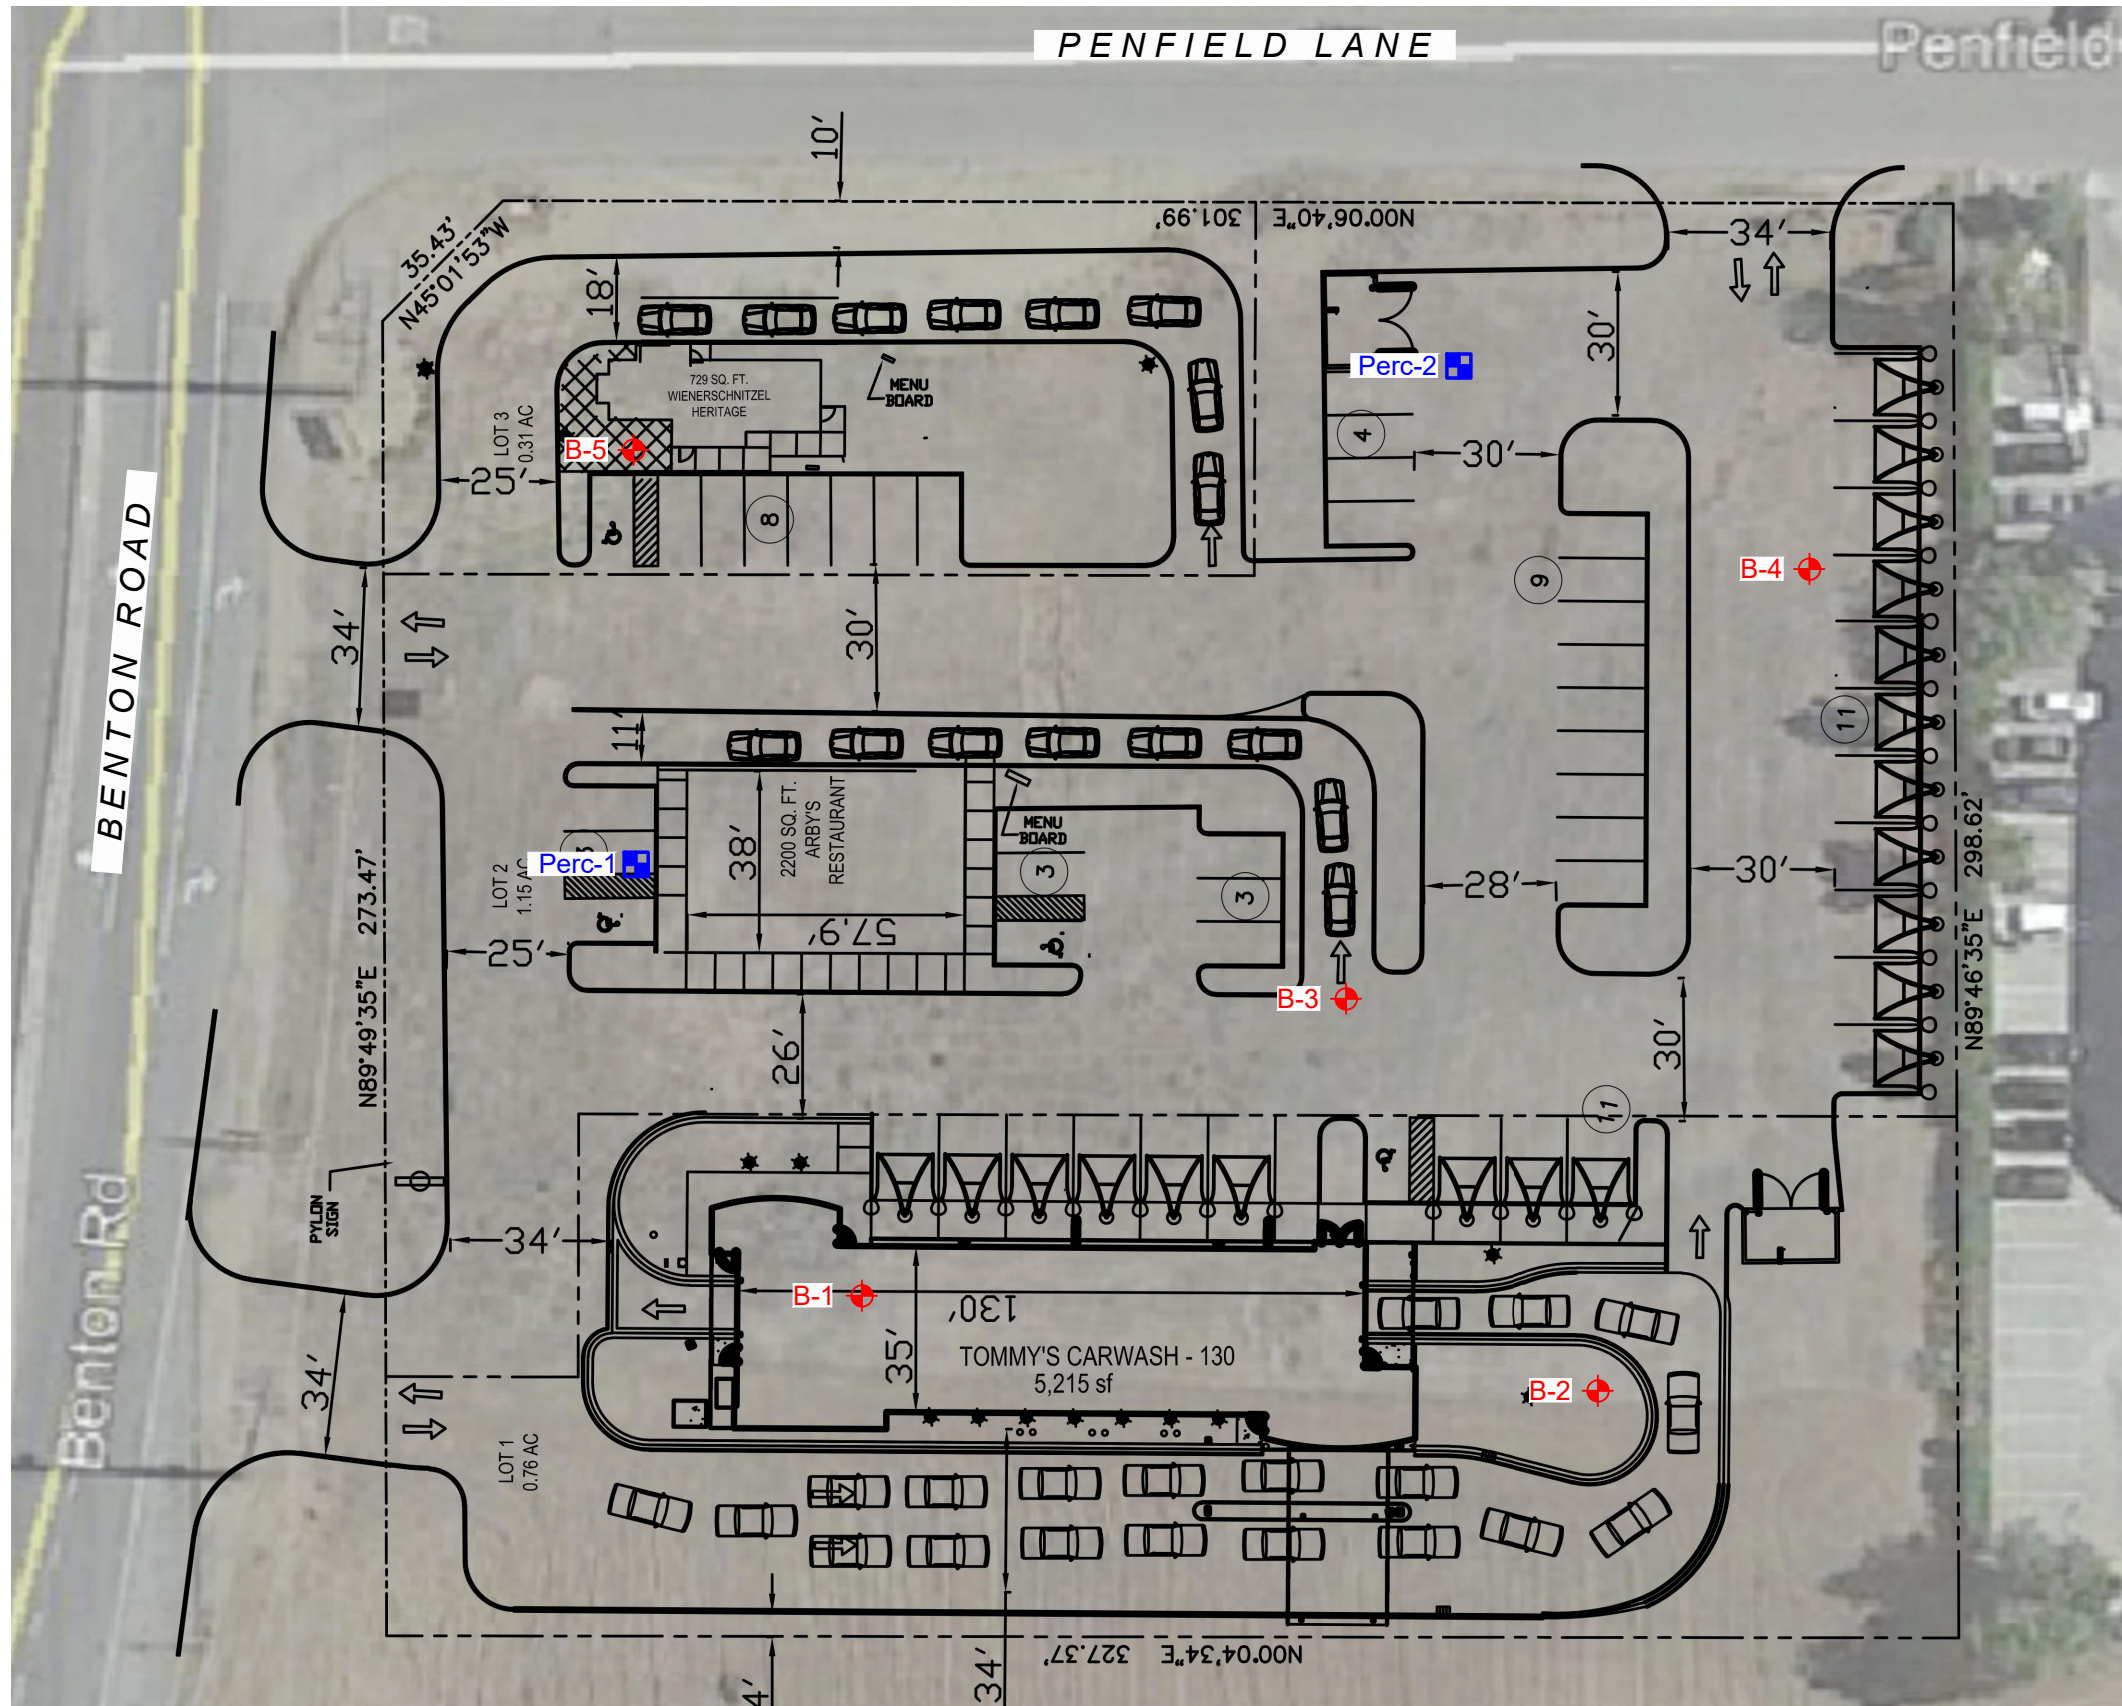 PENFIELD LANE
Penfield
10'
35.43'
N45°01'53"W
301.99'
N00°06'40"E
34'
18'
30'
729 SQ. FT.
WIENERSCHNITZEL
HERITAGE
MENU
BOARD
Perc-2
LOT 3
0.31 AC
B-5
4
30'
25'
8
BENTON ROAD
9
B-4
34'
30'
11'
11
MENU
BOARD
2200 SQ. FT.
ARBY'S
RESTAURANT
38'
57.9'
Perc-1
LOT 2
1.15 AC
3
3
28'
30'
25'
N89°49'35"E 273.47'
N89°46'35"E 298.62'
B-3
26'
30'
11
PYLON
SIGN
34'
Benton Rd
B-1
130'
35'
TOMMY'S CARWASH - 130
5,215 sf
B-2
34'
LOT 1
0.76 AC
N00°04'34"E
327.37'
34'
4'